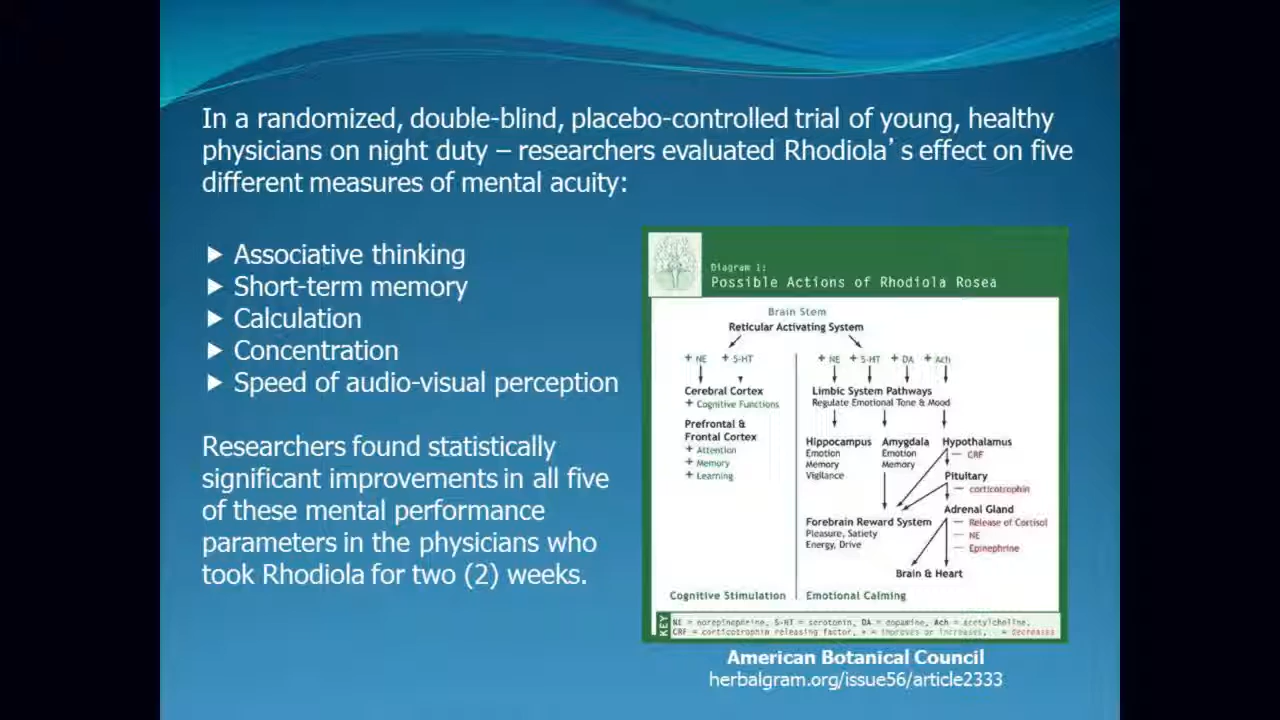 In a randomized, double-blind, placebo-controlled trial of young, healthy
physicians on night duty – researchers evaluated Rhodiola’ s effect on five
different measures of mental acuity:
Associative thinking
Short-term memory
Calculation
Concentration
Speed of audio-visual perception
Researchers found statistically
significant improvements in all five
of these mental performance
parameters in the physicians who
took Rhodiola for two (2) weeks.
Diagram 1:
Possible Actions of Rhodiola Rosea
Brain Stem
Reticular Activating System
+ NE + 5-HT
Cerebral Cortex
+ Cognitive Functions
Prefrontal &
Frontal Cortex
+ Attention
+ Memory
+ Learning
Cognitive Stimulation
+ NE + 5-HT + DA + Ach
Limbic System Pathways
Regulate Emotional Tone & Mood
Hippocampus
Emotion
Memory
Vigilance
Amygdala
Emotion
Memory
Hypothalamus
— CRF
Pituitary
— corticotrophin
Adrenal Gland
— Release of Cortisol
— NE
— Epinephrine
Forebrain Reward System
Pleasure, Satiety
Energy, Drive
Brain & Heart
Emotional Calming
KEY
NE = norepinephrine, 5-HT = serotonin, DA = dopamine, Ach = acetylcholine,
CRF = corticotrophin releasing factor, + = improves or increases, - = decreases
American Botanical Council
herbalgram.org/issue56/article2333